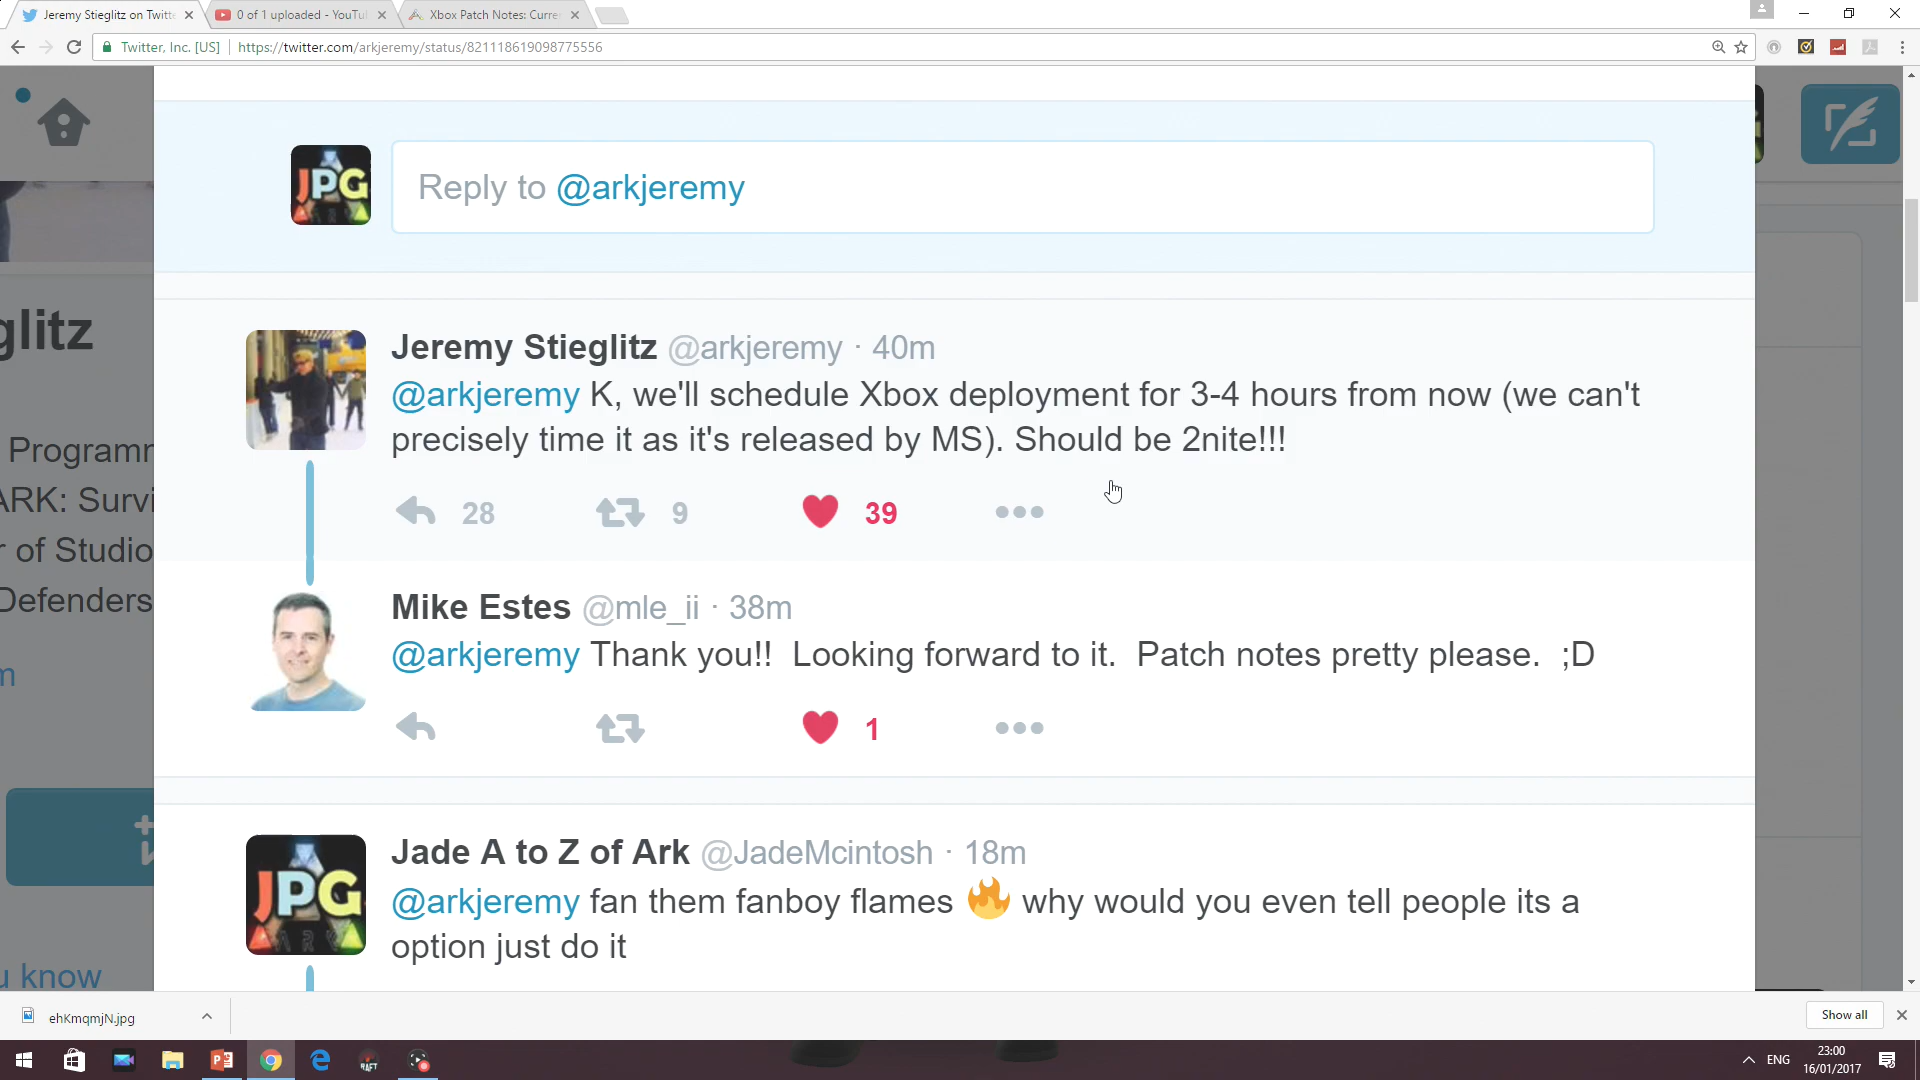 Jeremy Stieglitz on Twitte
0 of 1 uploaded - YouTu
Xbox Patch Notes: Curre
Twitter, Inc. [US]
https://twitter.com/arkjeremy/status/821118619098775556
JPG
Reply to @arkjeremy
glitz
Programm
ARK: Survi
r of Studio
Defenders
m
u know
Jeremy Stieglitz @arkjeremy · 40m
@arkjeremy K, we'll schedule Xbox deployment for 3-4 hours from now (we can't
precisely time it as it's released by MS). Should be 2nite!!!
28
9
39
Mike Estes @mle_ii · 38m
@arkjeremy Thank you!!  Looking forward to it.  Patch notes pretty please.  ;D
1
JPG
ARK
Jade A to Z of Ark @JadeMcintosh · 18m
@arkjeremy fan them fanboy flames 🔥 why would you even tell people its a
option just do it
ehKmqmjN.jpg
Show all
RAFT
ENG
23:00
16/01/2017